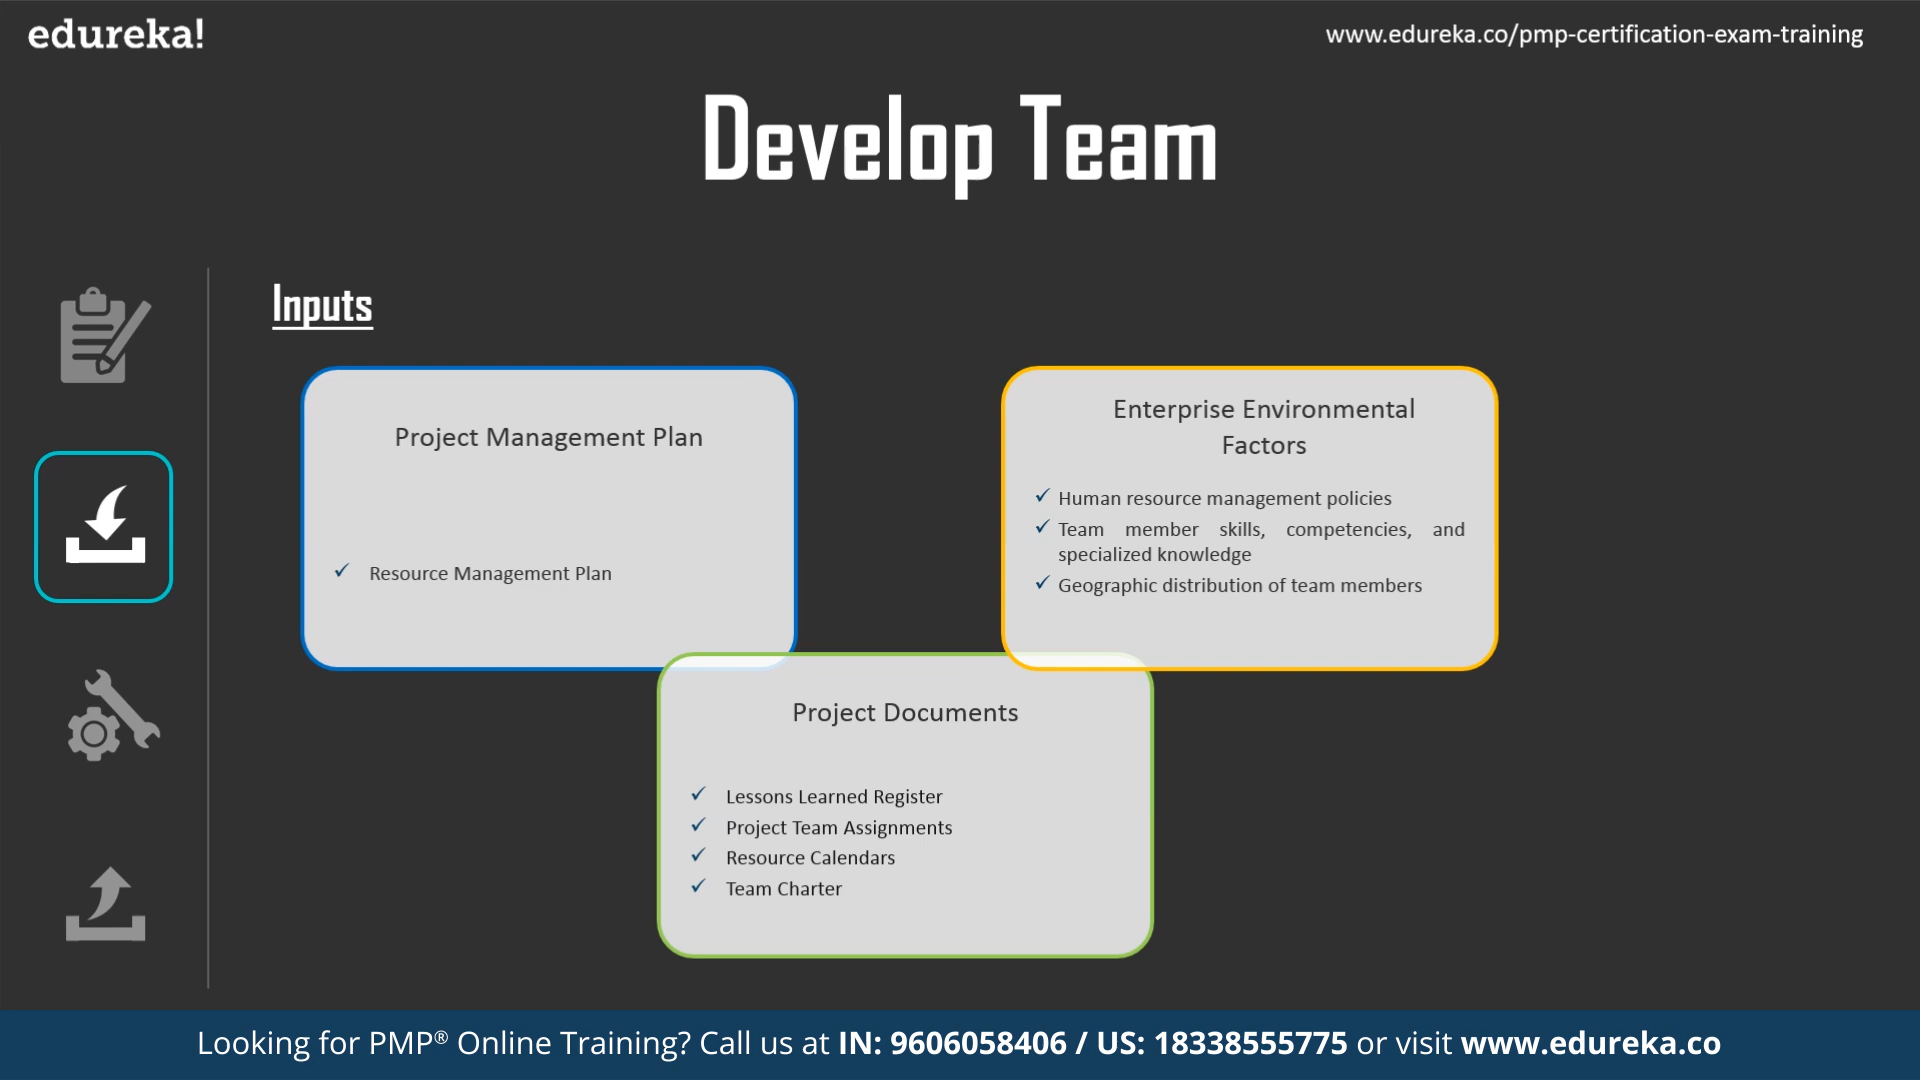 edureka!
www.edureka.co/pmp-certification-exam-training
Develop Team
Inputs
Project Management Plan
✓ Resource Management Plan
Enterprise Environmental
Factors
✓ Human resource management policies
✓ Team member skills, competencies, and
specialized knowledge
✓ Geographic distribution of team members
Project Documents
✓ Lessons Learned Register
✓ Project Team Assignments
✓ Resource Calendars
✓ Team Charter
Looking for PMP® Online Training? Call us at IN: 9606058406 / US: 18338555775 or visit www.edureka.co